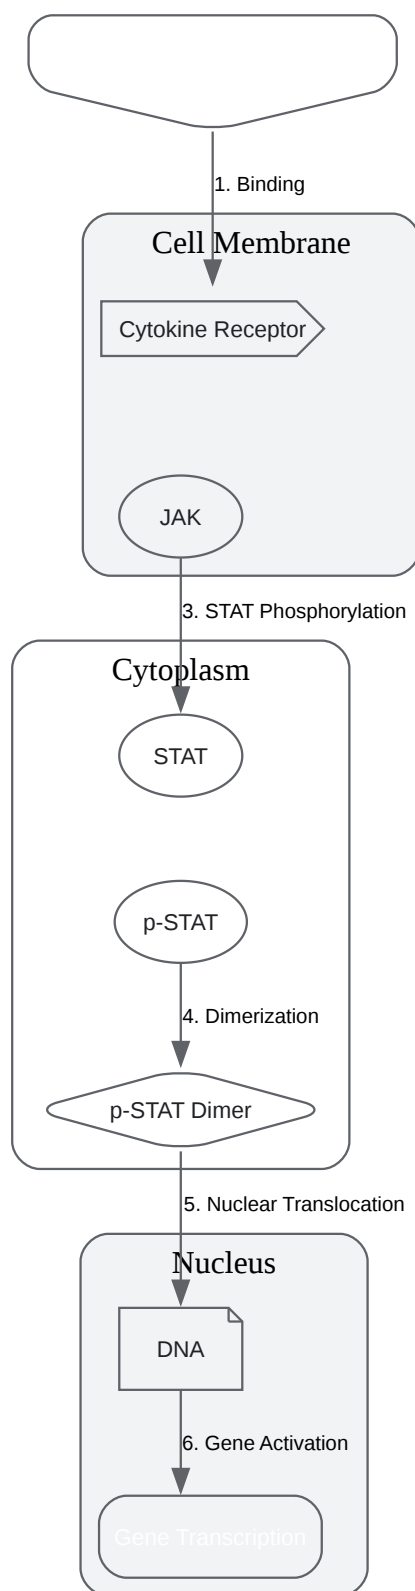 1. Binding
Cell Membrane
Cytokine Receptor
JAK
3. STAT Phosphorylation
Cytoplasm
STAT
p-STAT
4. Dimerization
p-STAT Dimer
5. Nuclear Translocation
Nucleus
DNA
6. Gene Activation
Gene Transcription